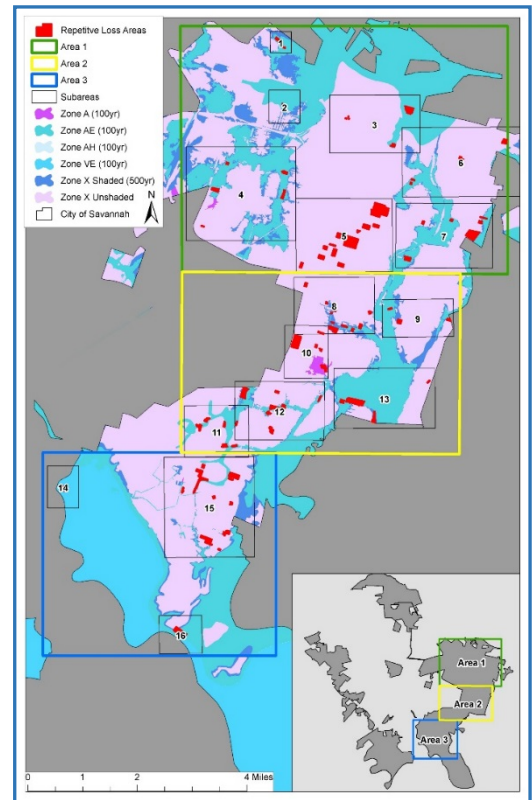 Repetitive Loss Areas
Area 1
Area 2
Area 3
Subareas
Zone A (100yr)
Zone AE (100yr)
Zone AH (100yr)
Zone VE (100yr)
Zone X Shaded (500yr)
Zone X Unshaded
City of Savannah
N
1
2
3
4
5
6
7
8
9
10
11
12
13
14
15
16
Area 1
Area 2
Area 3
0 1 2 4 Miles